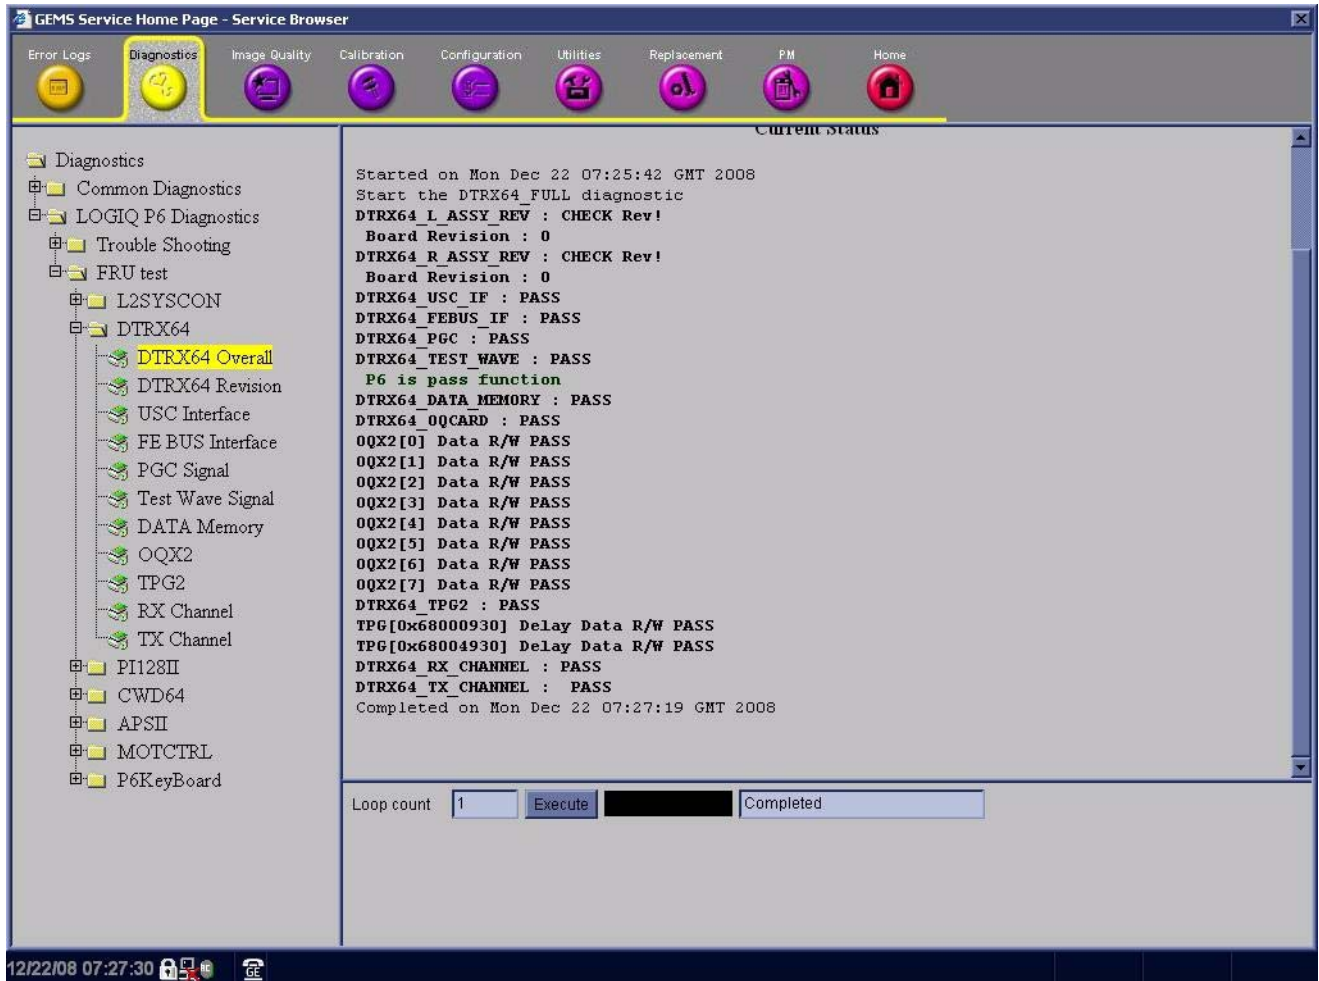 GEMS Service Home Page - Service Browser
Error Logs
Diagnostics
Image Quality
Calibration
Configuration
Utilities
Replacement
PM
Home
Diagnostics
Common Diagnostics
LOGIQ P6 Diagnostics
Trouble Shooting
FRU test
L2SYSCON
DTRX64
DTRX64 Overall
DTRX64 Revision
USC Interface
FE BUS Interface
PGC Signal
Test Wave Signal
DATA Memory
OQX2
TPG2
RX Channel
TX Channel
PI128II
CWD64
APSII
MOTCTRL
P6KeyBoard
Current Status
Started on Mon Dec 22 07:25:42 GMT 2008
Start the DTRX64_FULL diagnostic
DTRX64_L_ASSY_REV : CHECK Rev!
Board Revision : 0
DTRX64_R_ASSY_REV : CHECK Rev!
Board Revision : 0
DTRX64_USC_IF : PASS
DTRX64_FEBUS_IF : PASS
DTRX64_PGC : PASS
DTRX64_TEST_WAVE : PASS
P6 is pass function
DTRX64_DATA_MEMORY : PASS
DTRX64_OQCARD : PASS
OQX2[0] Data R/W PASS
OQX2[1] Data R/W PASS
OQX2[2] Data R/W PASS
OQX2[3] Data R/W PASS
OQX2[4] Data R/W PASS
OQX2[5] Data R/W PASS
OQX2[6] Data R/W PASS
OQX2[7] Data R/W PASS
DTRX64_TPG2 : PASS
TPG[0x68000930] Delay Data R/W PASS
TPG[0x68004930] Delay Data R/W PASS
DTRX64_RX_CHANNEL : PASS
DTRX64_TX_CHANNEL : PASS
Completed on Mon Dec 22 07:27:19 GMT 2008
Loop count 1 Execute Completed
12/22/08 07:27:30 GE